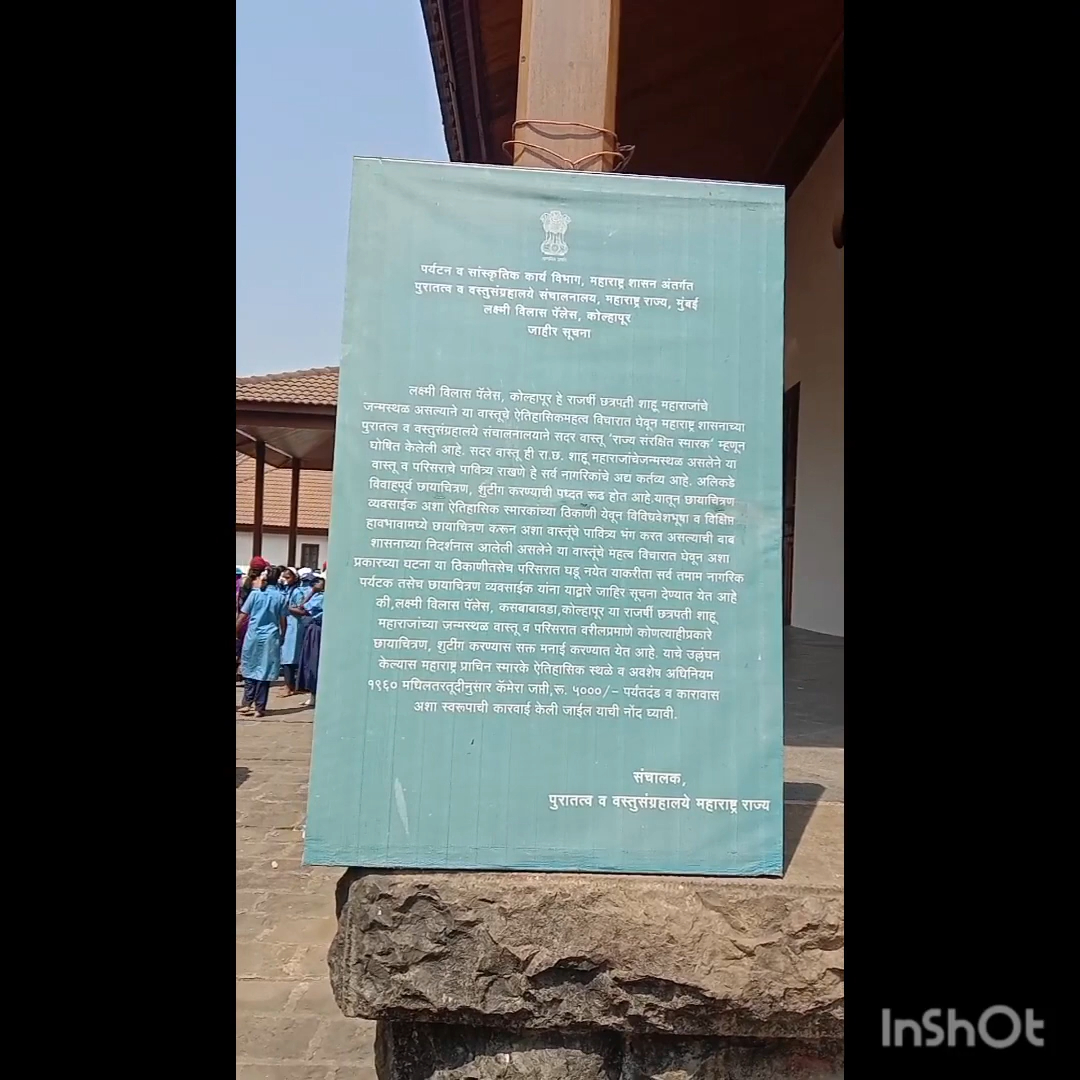 पर्यटन व सांस्कृतिक कार्य विभाग, महाराष्ट्र शासन अंतर्गत
पुरातत्व व वस्तुसंग्रहालये संचालनालय, महाराष्ट्र राज्य, मुंबई
लक्ष्मी विलास पॅलेस, कोल्हापूर
जाहीर सूचना
लक्ष्मी विलास पॅलेस, कोल्हापूर हे राजर्षी छत्रपती शाहू महाराजांचे
जन्मस्थळ असल्याने या वास्तूचे ऐतिहासिकमहत्व विचारात घेवून महाराष्ट्र शासनाच्या
पुरातत्व व वस्तुसंग्रहालये संचालनालयाने सदर वास्तू 'राज्य संरक्षित स्मारक' म्हणून
घोषित केलेली आहे. सदर वास्तू ही रा.छ. शाहू महाराजांचेजन्मस्थळ असलेने या
वास्तू व परिसराचे पावित्र्य राखणे हे सर्व नागरिकांचे अद्य कर्तव्य आहे. अलिकडे
विवाहपूर्व छायाचित्रण, शुटींग करण्याची पध्दत रूढ होत आहे.यातून छायाचित्रण
व्यवसाईक अशा ऐतिहासिक स्मारकांच्या ठिकाणी येवून विविधवेशभूषा व विक्षिप्त
हावभावामध्ये छायाचित्रण करून अशा वास्तूंचे पावित्र्य भंग करत असल्याची बाब
शासनाच्या निदर्शनास आलेली असलेने या वास्तूंचे महत्व विचारात घेवून अशा
प्रकारच्या घटना या ठिकाणीतसेच परिसरात घडू नयेत याकरीता सर्व तमाम नागरिक
पर्यटक तसेच छायाचित्रण व्यवसाईक यांना याद्वारे जाहिर सूचना देण्यात येत आहे
की,लक्ष्मी विलास पॅलेस, कसबाबावडा,कोल्हापूर या राजर्षी छत्रपती शाहू
महाराजांच्या जन्मस्थळ वास्तू व परिसरात वरीलप्रमाणे कोणत्याहीप्रकारे
छायाचित्रण, शुटींग करण्यास सक्त मनाई करण्यात येत आहे. याचे उल्लंघन
केल्यास महाराष्ट्र प्राचिन स्मारके ऐतिहासिक स्थळे व अवशेष अधिनियम
१९६० मधिलतरतूदीनुसार कॅमेरा जप्ती,रू. ५०००/– पर्यंतदंड व कारावास
अशा स्वरूपाची कारवाई केली जाईल याची नोंद घ्यावी.
संचालक,
पुरातत्व व वस्तुसंग्रहालये महाराष्ट्र राज्य
InShOt